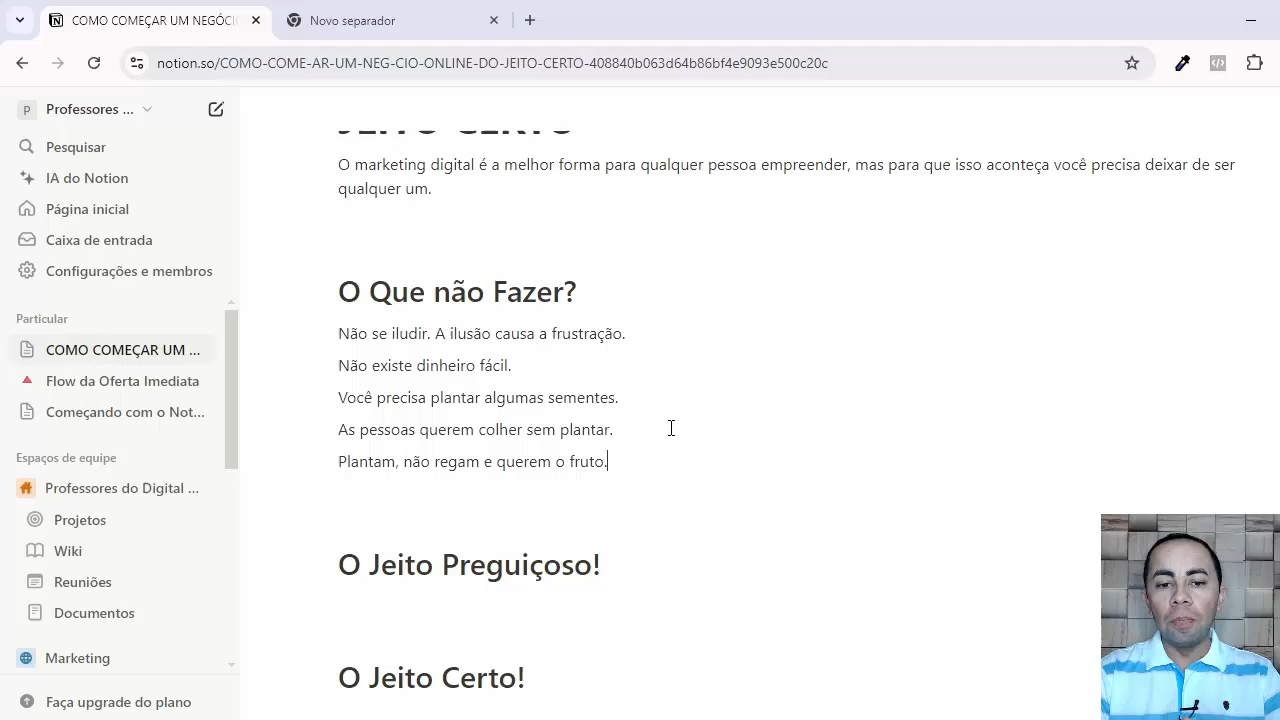 COMO COMEÇAR UM NEGÓCI
Novo separador
notion.so/COMO-COME-AR-UM-NEG-CIO-ONLINE-DO-JEITO-CERTO-408840b063d64b86bf4e9093e500c20c
P Professores ...
Pesquisar
IA do Notion
Página inicial
Caixa de entrada
Configurações e membros
Particular
COMO COMEÇAR UM ...
Flow da Oferta Imediata
Começando com o Not...
Espaços de equipe
Professores do Digital ...
Projetos
Wiki
Reuniões
Documentos
Marketing
Faça upgrade do plano
JEITO CERTO
O marketing digital é a melhor forma para qualquer pessoa empreender, mas para que isso aconteça você precisa deixar de ser
qualquer um.
O Que não Fazer?
Não se iludir. A ilusão causa a frustração.
Não existe dinheiro fácil.
Você precisa plantar algumas sementes.
As pessoas querem colher sem plantar.
Plantam, não regam e querem o fruto.
O Jeito Preguiçoso!
O Jeito Certo!